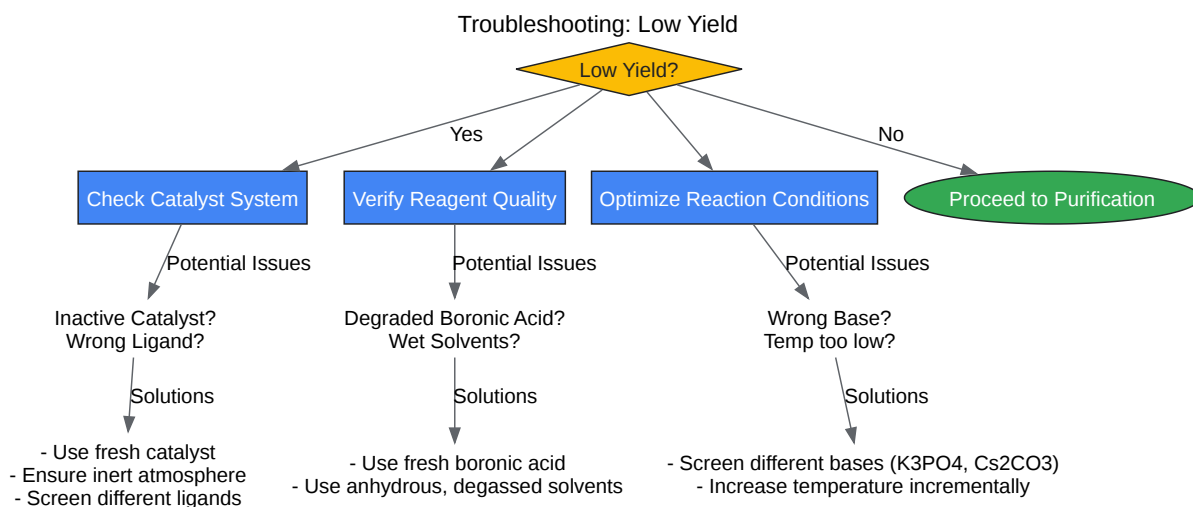 Troubleshooting: Low Yield
Low Yield?
Yes
No
Check Catalyst System
Verify Reagent Quality
Optimize Reaction Conditions
Proceed to Purification
Potential Issues
Potential Issues
Potential Issues
Inactive Catalyst?
Wrong Ligand?
Degraded Boronic Acid?
Wet Solvents?
Wrong Base?
Temp too low?
Solutions
Solutions
Solutions
- Use fresh catalyst
- Ensure inert atmosphere
- Screen different ligands
- Use fresh boronic acid
- Use anhydrous, degassed solvents
- Screen different bases (K3PO4, Cs2CO3)
- Increase temperature incrementally